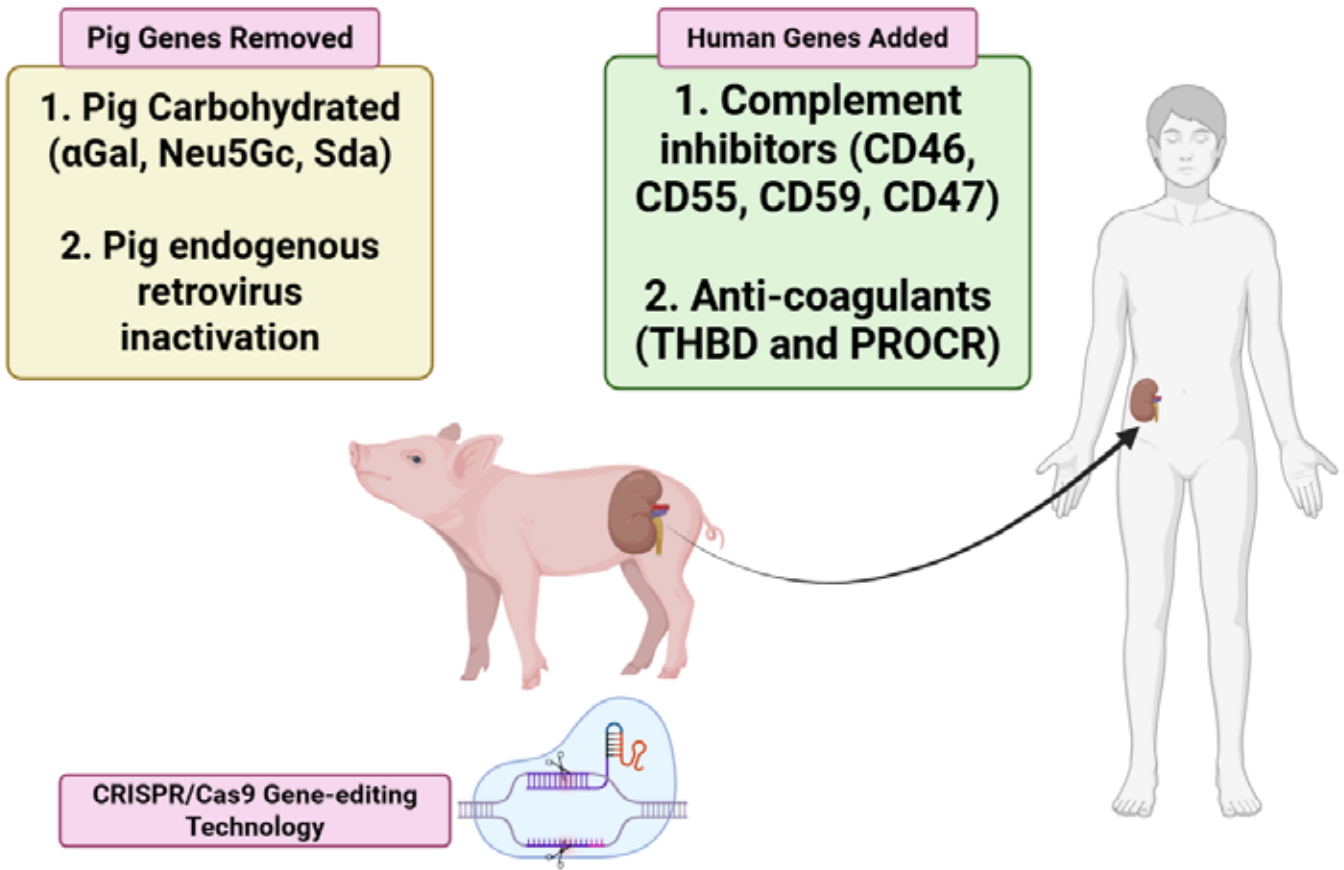 Pig Genes Removed
1. Pig Carbohydrated
(αGal, Neu5Gc, Sda)
2. Pig endogenous
retrovirus
inactivation
Human Genes Added
1. Complement
inhibitors (CD46,
CD55, CD59, CD47)
2. Anti-coagulants
(THBD and PROCR)
CRISPR/Cas9 Gene-editing
Technology